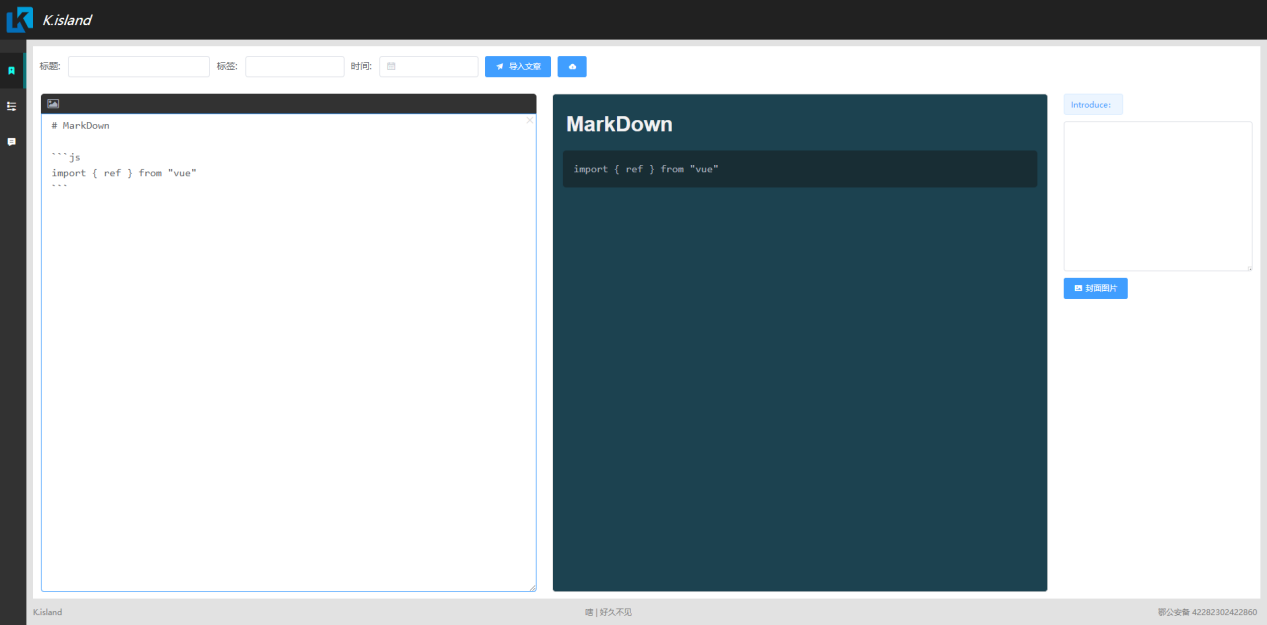 K.island
标题: 标签: 时间: 导入文章
# MarkDown
```js
import { ref } from "vue"
```
MarkDown
import { ref } from "vue"
Introduce:
封面图片
K.island
嘻 | 好久不见
鄂公安备 42282302422860